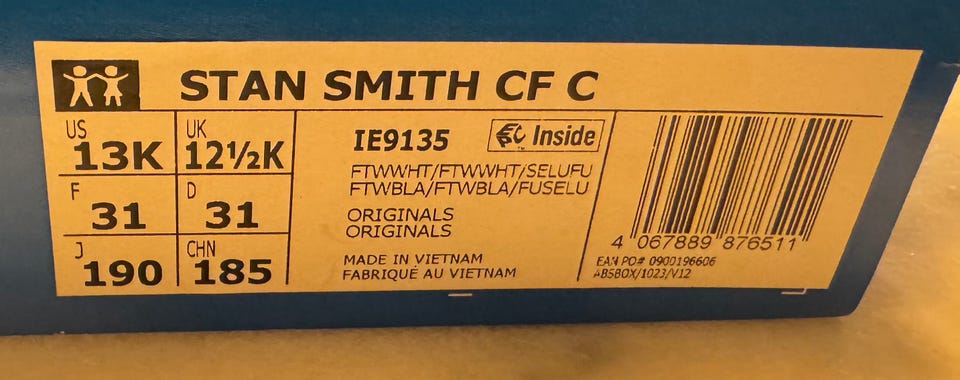 STAN SMITH CF C
US 13K UK 12½K
F 31 D 31
J 190 CHN 185
IE9135 Inside
FTWWHT/FTWWHT/SELUFU
FTWBLA/FTWBLA/FUSELU
ORIGINALS
ORIGINALS
MADE IN VIETNAM
FABRIQUÉ AU VIETNAM
4 067889 876511
EAN PO# 0900196606
ABSBOX/1023/V12